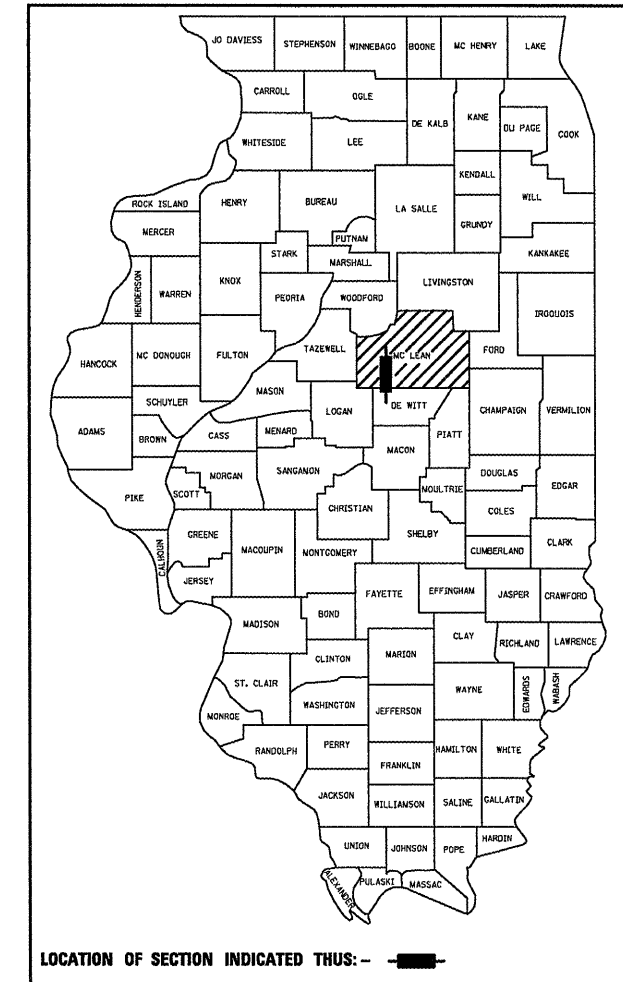 JO DAVIESS
STEPHENSON
WINNEBAGO
BOONE
MC HENRY
LAKE
CARROLL
OGLE
DE KALB
KANE
DU PAGE
COOK
WHITESIDE
LEE
KENDALL
WILL
ROCK ISLAND
HENRY
BUREAU
LA SALLE
GRUNDY
MERCER
PUTNAM
STARK
MARSHALL
KANKAKEE
HENDERSON
WARREN
KNOX
PEORIA
WOODFORD
LIVINGSTON
IROQUOIS
HANCOCK
MC DONOUGH
FULTON
TAZEWELL
MC LEAN
FORD
MASON
SCHUYLER
LOGAN
DE WITT
CHAMPAIGN
VERMILION
ADAMS
BROWN
CASS
MENARD
MACON
PIATT
PIKE
SCOTT
MORGAN
SANGANON
CHRISTIAN
MOULTRIE
DOUGLAS
EDGAR
COLES
SHELBY
CALHOUN
GREENE
MACOUPIN
MONTGOMERY
CUMBERLAND
CLARK
JERSEY
FAYETTE
EFFINGHAM
JASPER
CRAWFORD
MADISON
BOND
CLAY
RICHLAND
LAWRENCE
CLINTON
MARION
ST. CLAIR
WAYNE
EDWARDS
WABASH
MONROE
WASHINGTON
JEFFERSON
RANDOLPH
PERRY
HAMILTON
WHITE
FRANKLIN
JACKSON
WILLIAMSON
SALINE
GALLATIN
UNION
JOHNSON
POPE
HARDIN
ALEXANDER
PULASKI
MASSAC
LOCATION OF SECTION INDICATED THUS: -